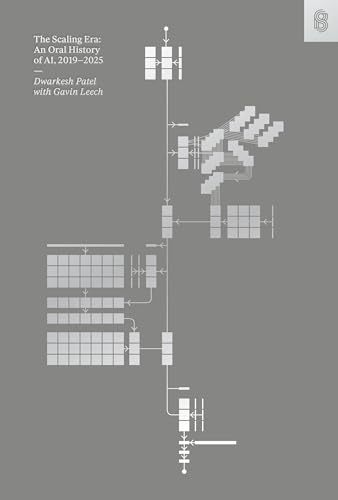 The Scaling Era:
An Oral History
of AI, 2019–2025
—
Dwarkesh Patel
with Gavin Leech